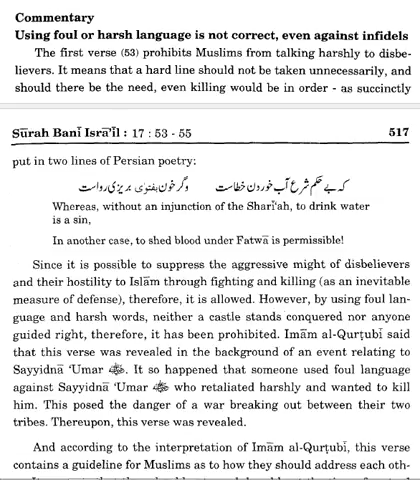 Commentary
Using foul or harsh language is not correct, even against infidels
The first verse (53) prohibits Muslims from talking harshly to disbe-
lievers. It means that a hard line should not be taken unnecessarily, and
should there be the need, even killing would be in order - as succinctly
Sūrah Banī Isrā'īl : 17 : 53 - 55 517
put in two lines of Persian poetry:
کہ بے حکم شرع آب خوردن خطاست وگر خون بفتوی بریزی رواست
Whereas, without an injunction of the Sharī‘ah, to drink water
is a sin,
In another case, to shed blood under Fatwā is permissible!
Since it is possible to suppress the aggressive might of disbelievers
and their hostility to Islām through fighting and killing (as an inevitable
measure of defense), therefore, it is allowed. However, by using foul lan-
guage and harsh words, neither a castle stands conquered nor anyone
guided right, therefore, it has been prohibited. Imām al-Qurṭubī said
that this verse was revealed in the background of an event relating to
Sayyidnā ‘Umar. It so happened that someone used foul language
against Sayyidnā ‘Umar who retaliated harshly and wanted to kill
him. This posed the danger of a war breaking out between their two
tribes. Thereupon, this verse was revealed.
And according to the interpretation of Imām al-Qurṭubī, this verse
contains a guideline for Muslims as to how they should address each oth-